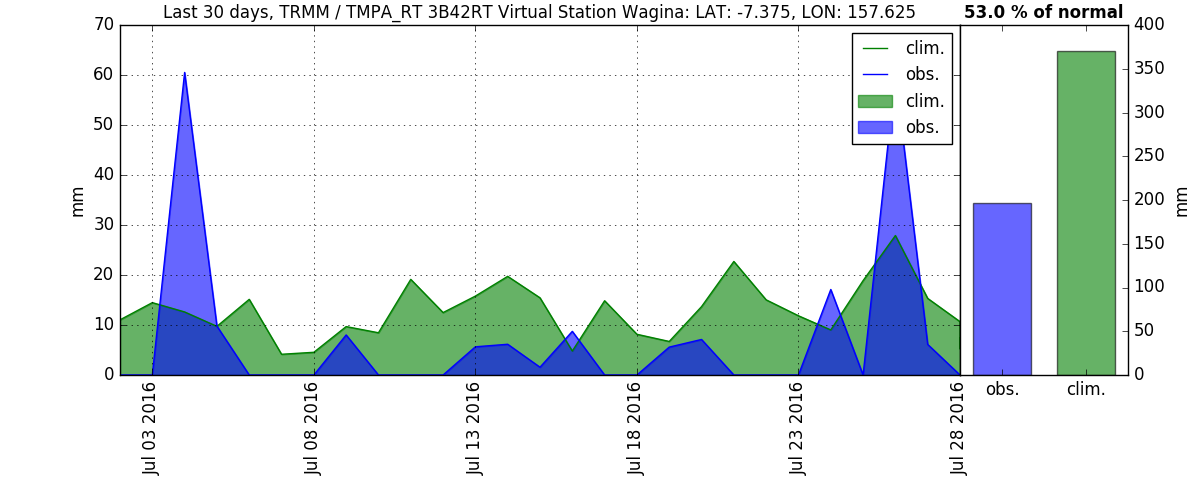 Last 30 days, TRMM / TMPA_RT 3B42RT Virtual Station Wagina: LAT: -7.375, LON: 157.625
53.0 % of normal
70
60
50
40
30
20
10
0
mm
clim.
obs.
clim.
obs.
Jul 03 2016
Jul 08 2016
Jul 13 2016
Jul 18 2016
Jul 23 2016
Jul 28 2016
400
350
300
250
200
150
100
50
0
mm
obs.
clim.